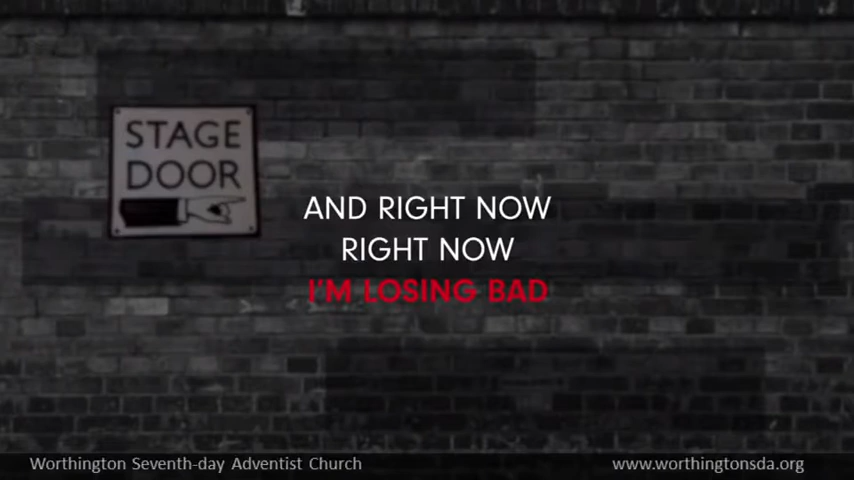 STAGE
DOOR
AND RIGHT NOW
RIGHT NOW
I'M LOSING BAD
Worthington Seventh-day Adventist Church
www.worthingtonsda.org